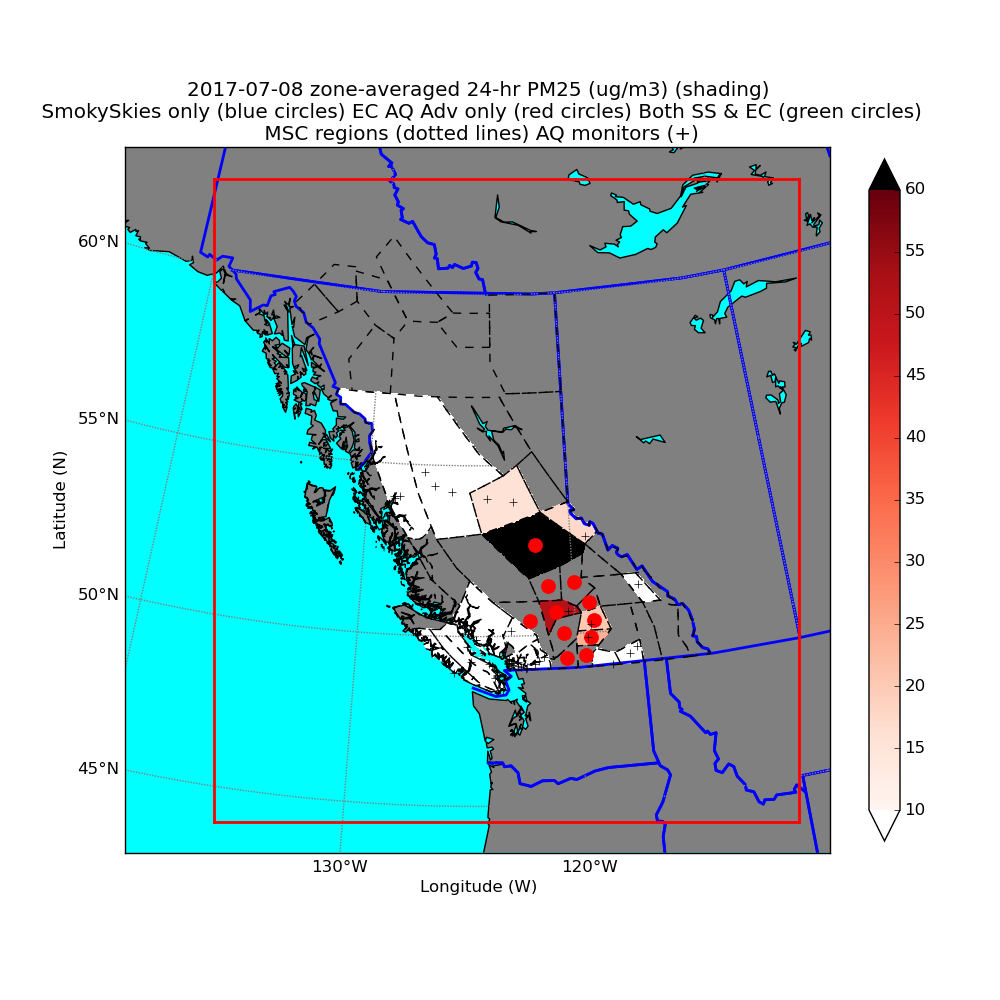 2017-07-08 zone-averaged 24-hr PM25 (ug/m3) (shading)
SmokySkies only (blue circles) EC AQ Adv only (red circles) Both SS & EC (green circles)
MSC regions (dotted lines) AQ monitors (+)
60°N
55°N
50°N
45°N
Latitude (N)
130°W
120°W
Longitude (W)
60
55
50
45
40
35
30
25
20
15
10